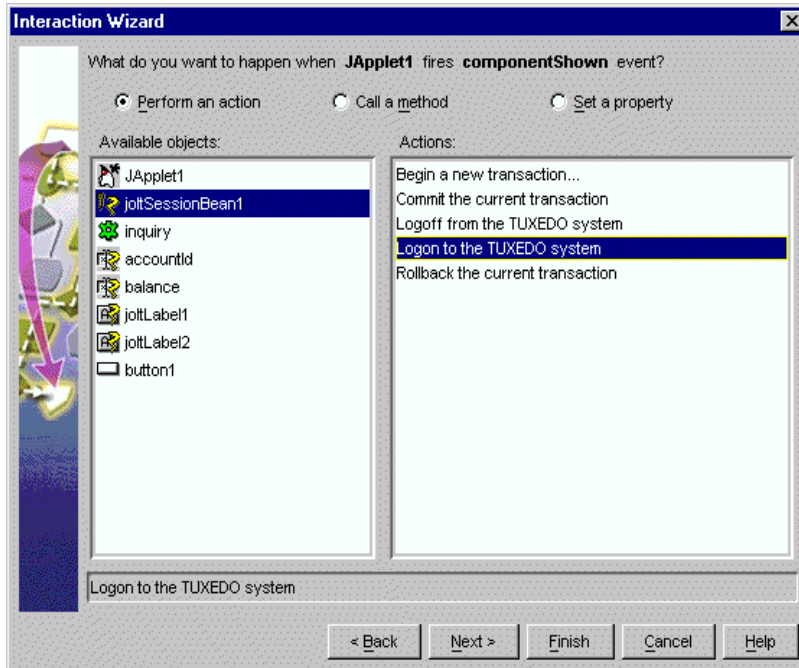 Interaction Wizard
What do you want to happen when JApplet1 fires componentShown event?
Perform an action
Call a method
Set a property
Available objects:
Actions:
JApplet1
joltSessionBean1
inquiry
accountId
balance
joltLabel1
joltLabel2
button1
Begin a new transaction...
Commit the current transaction
Logoff from the TUXEDO system
Logon to the TUXEDO system
Rollback the current transaction
Logon to the TUXEDO system
< Back
Next >
Finish
Cancel
Help